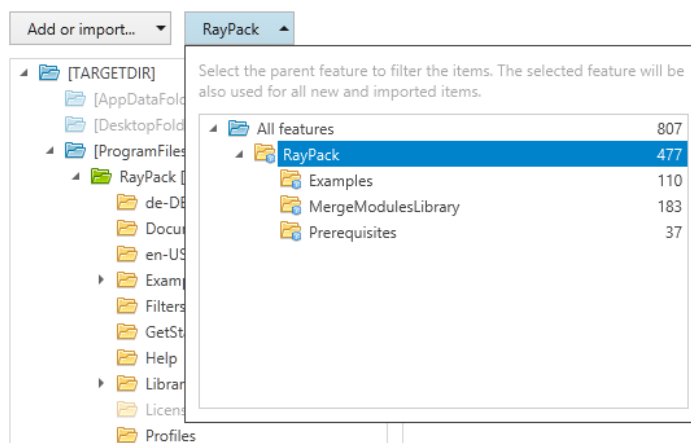 Add or import...
RayPack
Select the parent feature to filter the items. The selected feature will be
also used for all new and imported items.
All features 807
RayPack 477
Examples 110
MergeModulesLibrary 183
Prerequisites 37
[TARGETDIR]
[AppDataFold
[DesktopFold
[ProgramFiles
RayPack [
de-DE
Docu
en-US
Examp
Filters
GetSta
Help
Librar
Licens
Profiles